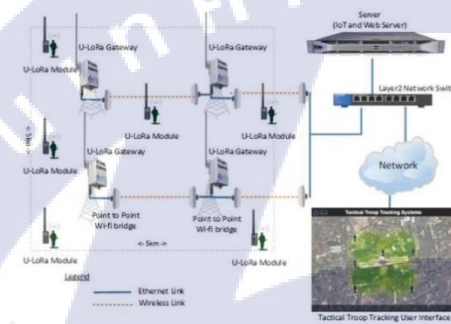 Server
(IoT and Web Server)
U-LoRa Gateway
U-LoRa Gateway
U-LoRa Module
Layer2 Network Swit
U-LoRa Module
U-LoRa Module
U-LoRa Gateway
U-LoRa Gateway
<- 5km ->
U-LoRa Module
Network
Point to Point
Wi-fi bridge
Point to Point
Wi-fi bridge
<- 5km ->
Tactical Troop Tracking Systems
U-LoRa Module
U-LoRa Module
Legend
Ethernet Link
Wireless Link
Tactical Troop Tracking User Interface